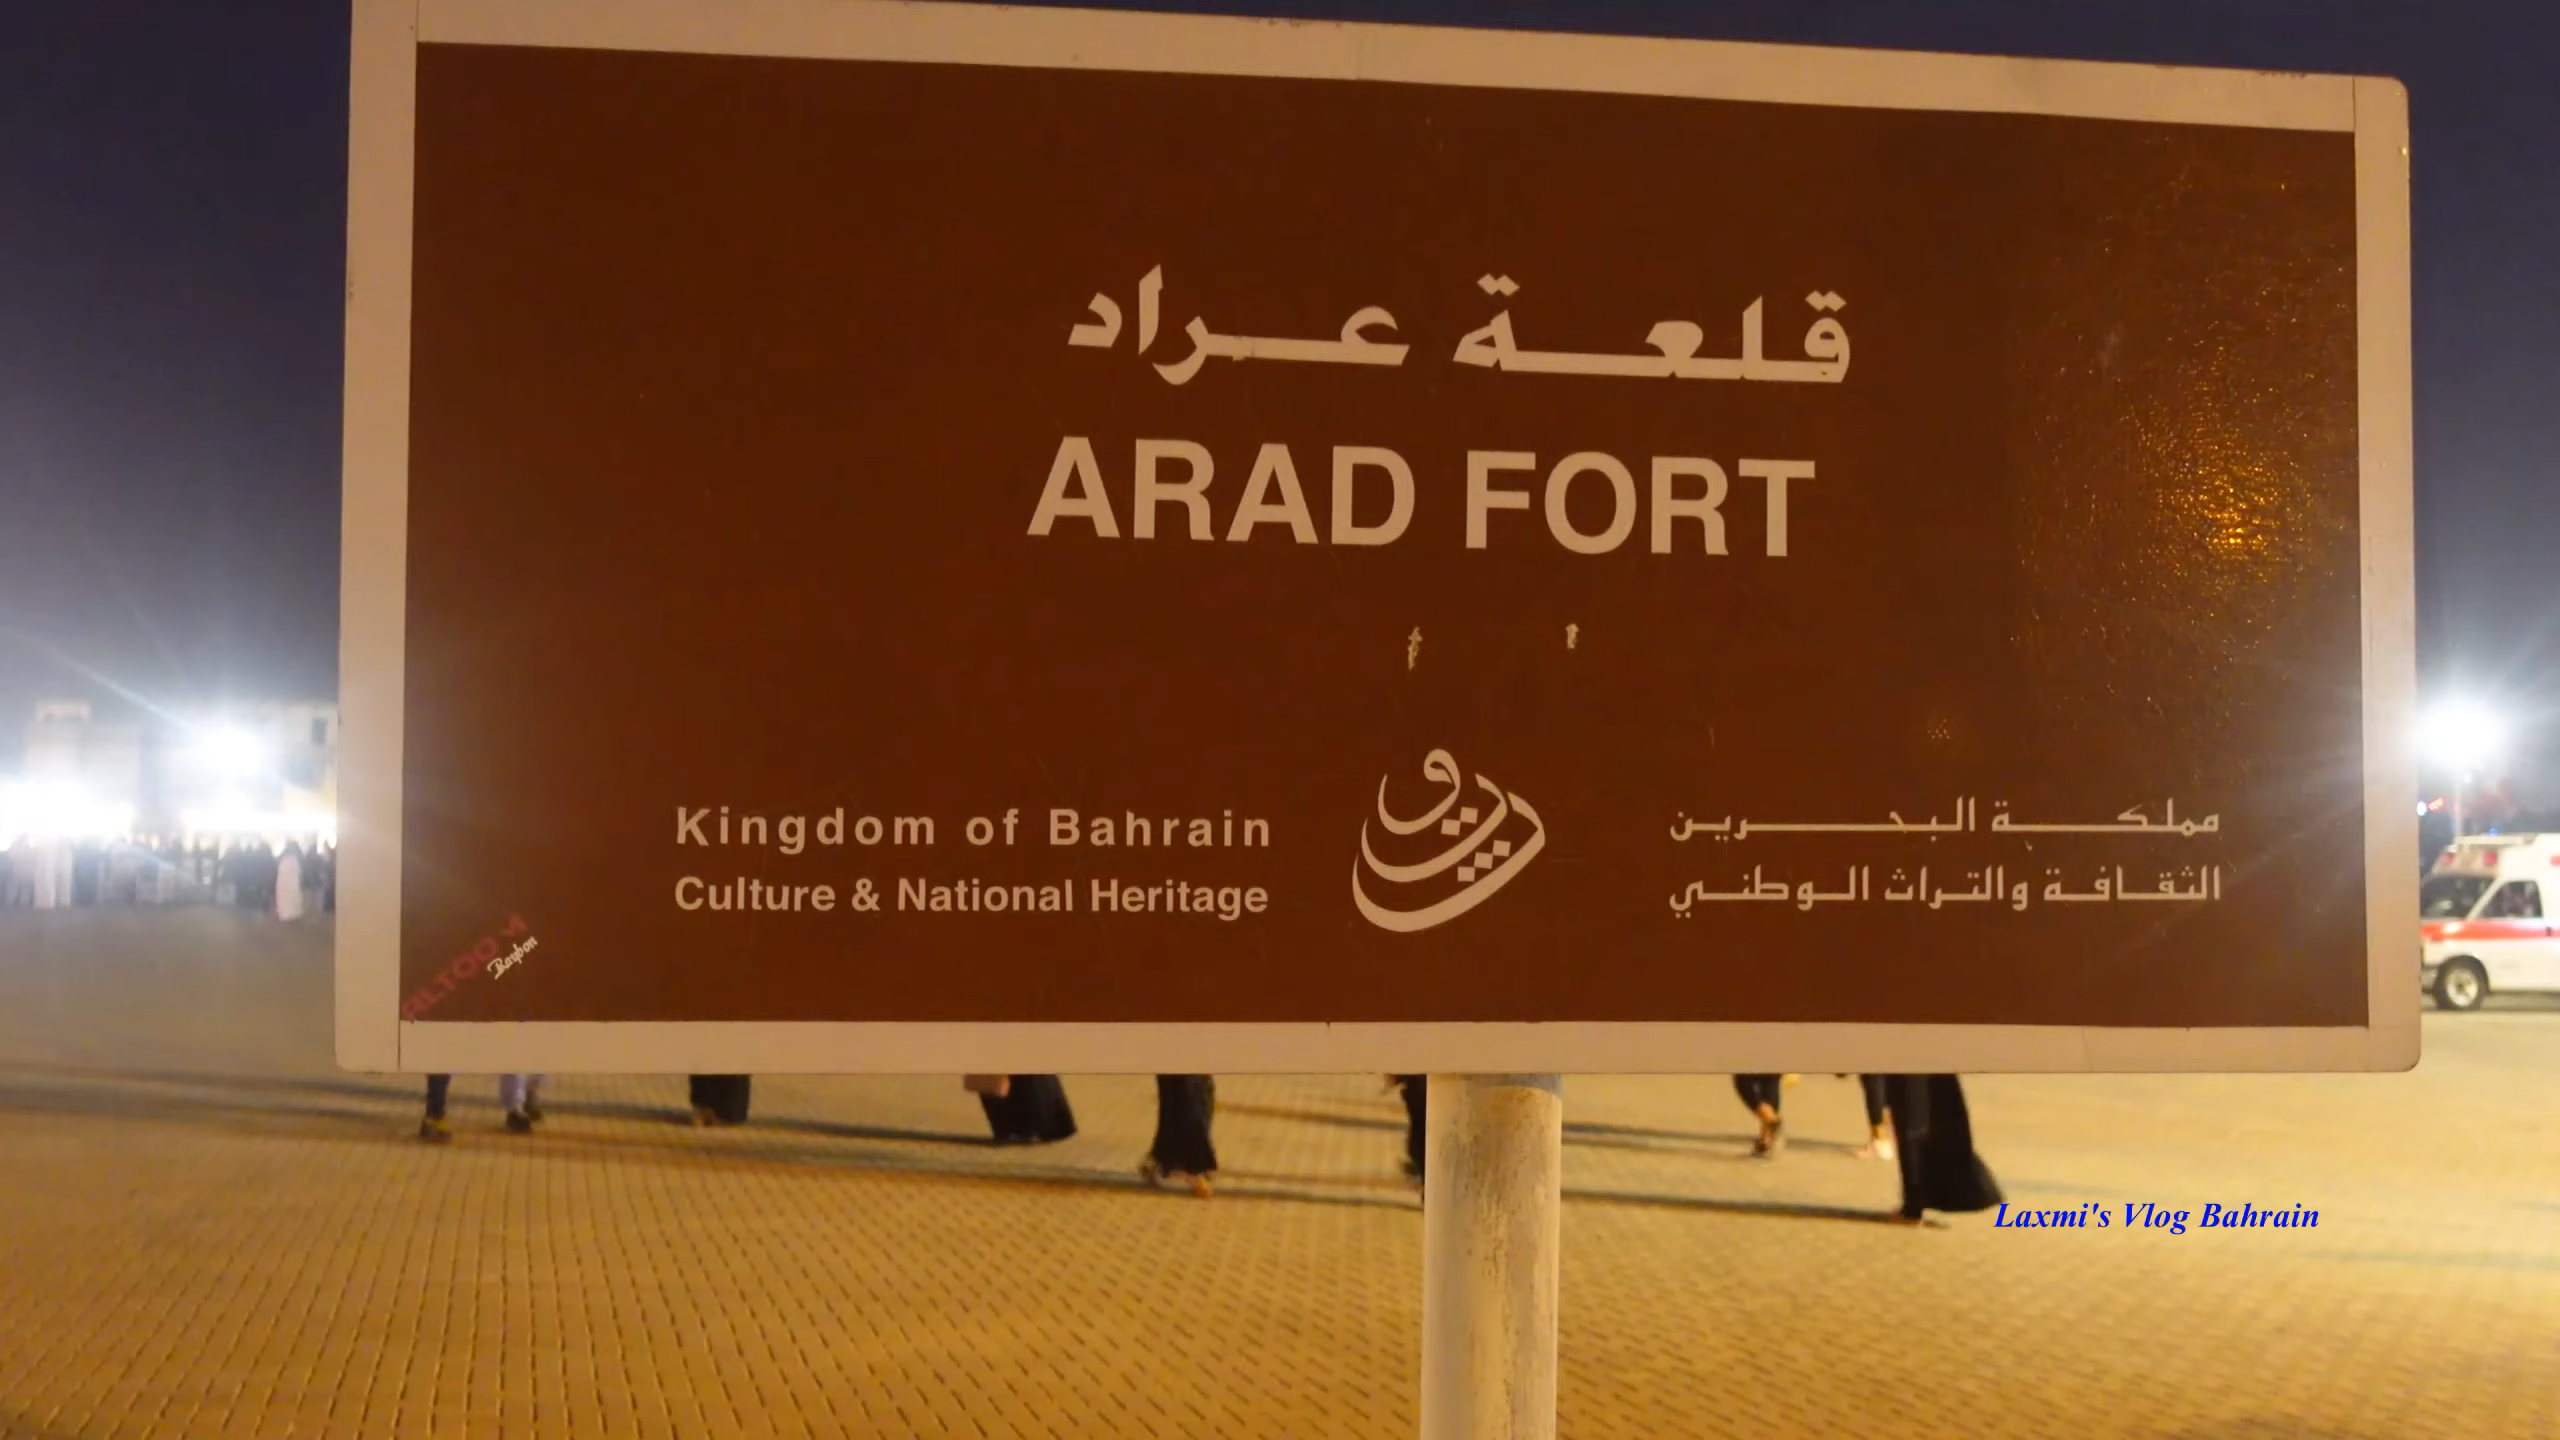 قلعة عراد
ARAD FORT
Kingdom of Bahrain
Culture & National Heritage
مملكة البحرين
الثقافة والتراث الوطني
Laxmi's Vlog Bahrain